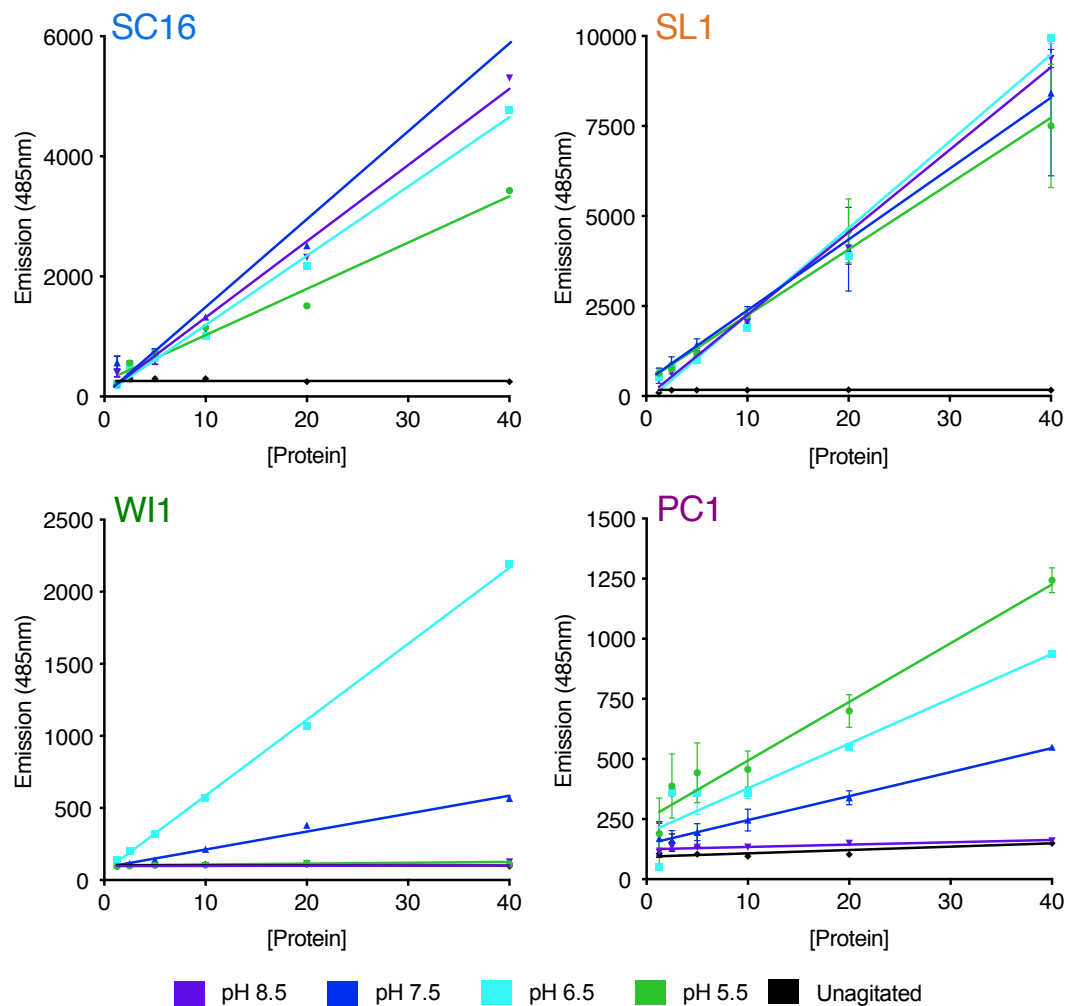 SC16
6000
4000
2000
0
Emission (485nm)
0 10 20 30 40
[Protein]
SL1
10000
7500
5000
2500
0
Emission (485nm)
0 10 20 30 40
[Protein]
WI1
2500
2000
1500
1000
500
0
Emission (485nm)
0 10 20 30 40
[Protein]
PC1
1500
1250
1000
750
500
250
0
Emission (485nm)
0 10 20 30 40
[Protein]
pH 8.5 pH 7.5 pH 6.5 pH 5.5 Unagitated